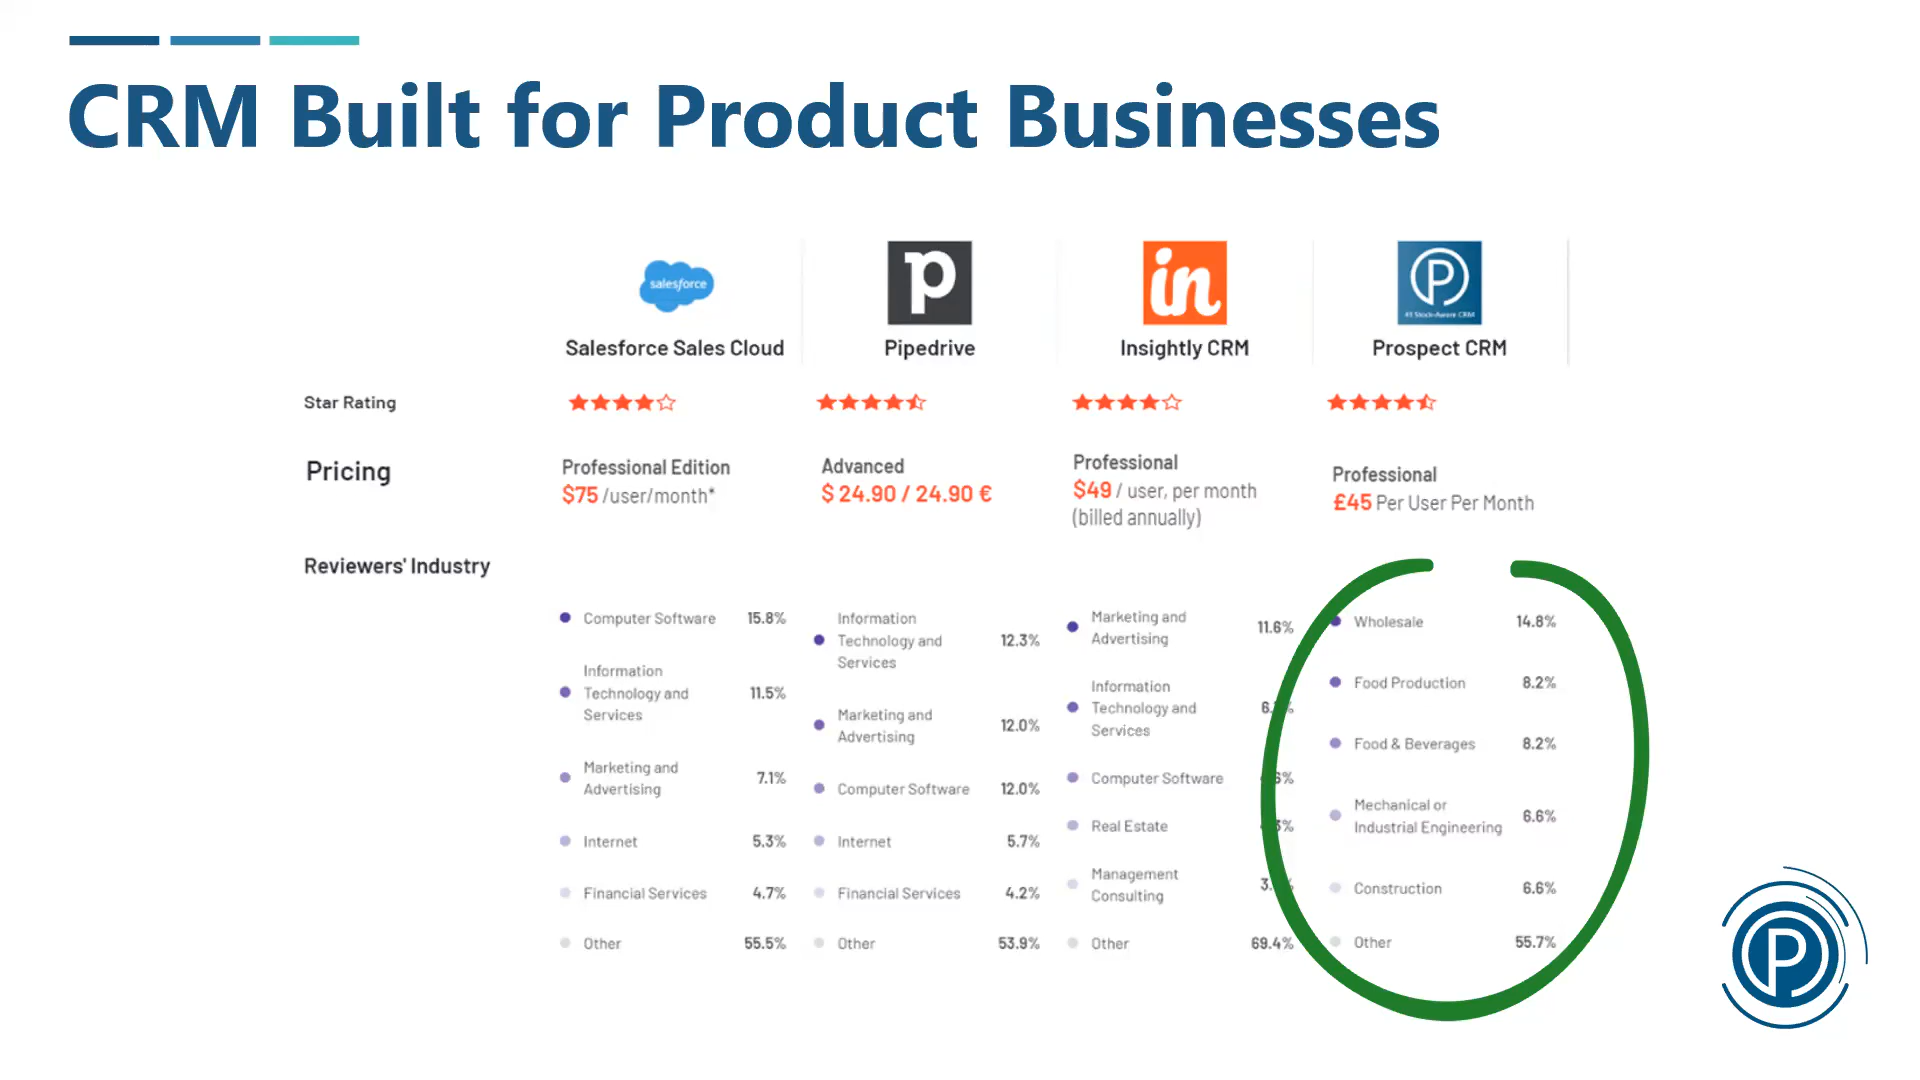 CRM Built for Product Businesses
salesforce
p
in
P
#1 Stock-Aware CRM
Salesforce Sales Cloud
Pipedrive
Insightly CRM
Prospect CRM
Star Rating
Pricing
Professional Edition
$75 /user/month*
Advanced
$ 24.90 / 24.90 €
Professional
$49 / user, per month
(billed annually)
Professional
£45 Per User Per Month
Reviewers' Industry
Computer Software 15.8%
Information
Technology and 11.5%
Services
Marketing and 7.1%
Advertising
Internet 5.3%
Financial Services 4.7%
Other 55.5%
Information
Technology and 12.3%
Services
Marketing and 12.0%
Advertising
Computer Software 12.0%
Internet 5.7%
Financial Services 4.2%
Other 53.9%
Marketing and 11.6%
Advertising
Information
Technology and
Services
Computer Software
Real Estate
Management
Consulting
Other 69.4%
Wholesale 14.8%
Food Production 8.2%
Food & Beverages 8.2%
Mechanical or 6.6%
Industrial Engineering
Construction 6.6%
Other 55.7%
P